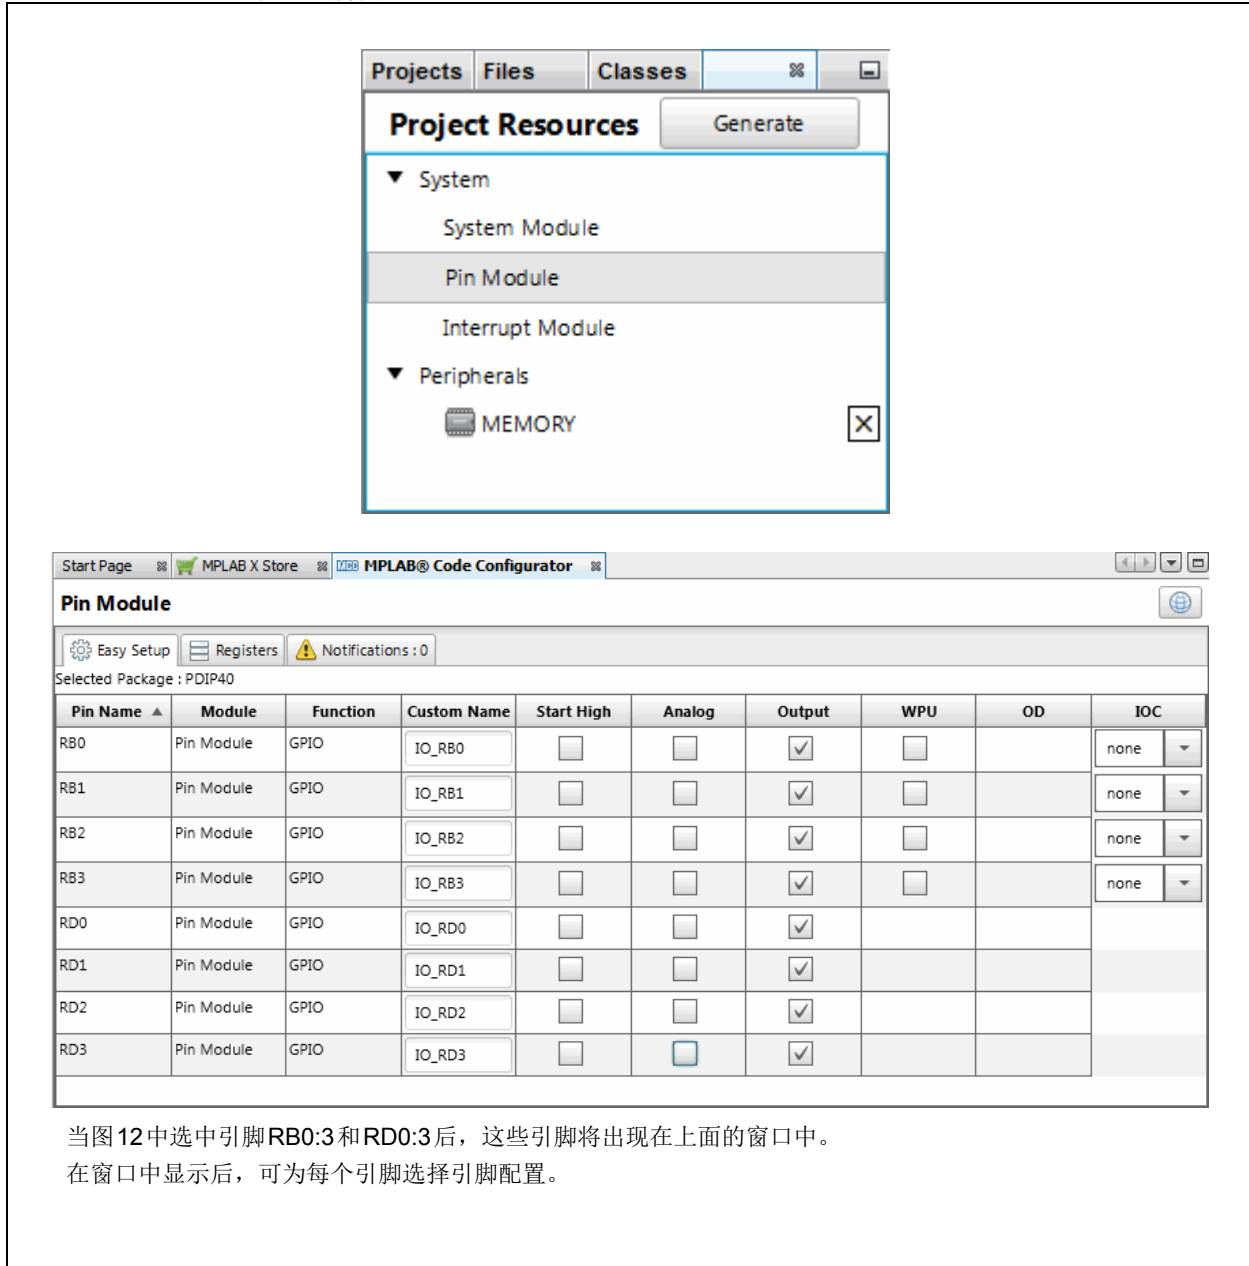 Projects Files Classes
Project Resources Generate
System
System Module
Pin Module
Interrupt Module
Peripherals
MEMORY
Start Page MPLAB X Store MPLAB® Code Configurator
Pin Module
Easy Setup Registers Notifications : 0
Selected Package : PDIP40
Pin Name Module Function Custom Name Start High Analog Output WPU OD IOC
RB0 Pin Module GPIO IO_RB0 none
RB1 Pin Module GPIO IO_RB1 none
RB2 Pin Module GPIO IO_RB2 none
RB3 Pin Module GPIO IO_RB3 none
RD0 Pin Module GPIO IO_RD0
RD1 Pin Module GPIO IO_RD1
RD2 Pin Module GPIO IO_RD2
RD3 Pin Module GPIO IO_RD3
当图12中选中引脚RB0:3和RD0:3后，这些引脚将出现在上面的窗口中。
在窗口中显示后，可为每个引脚选择引脚配置。